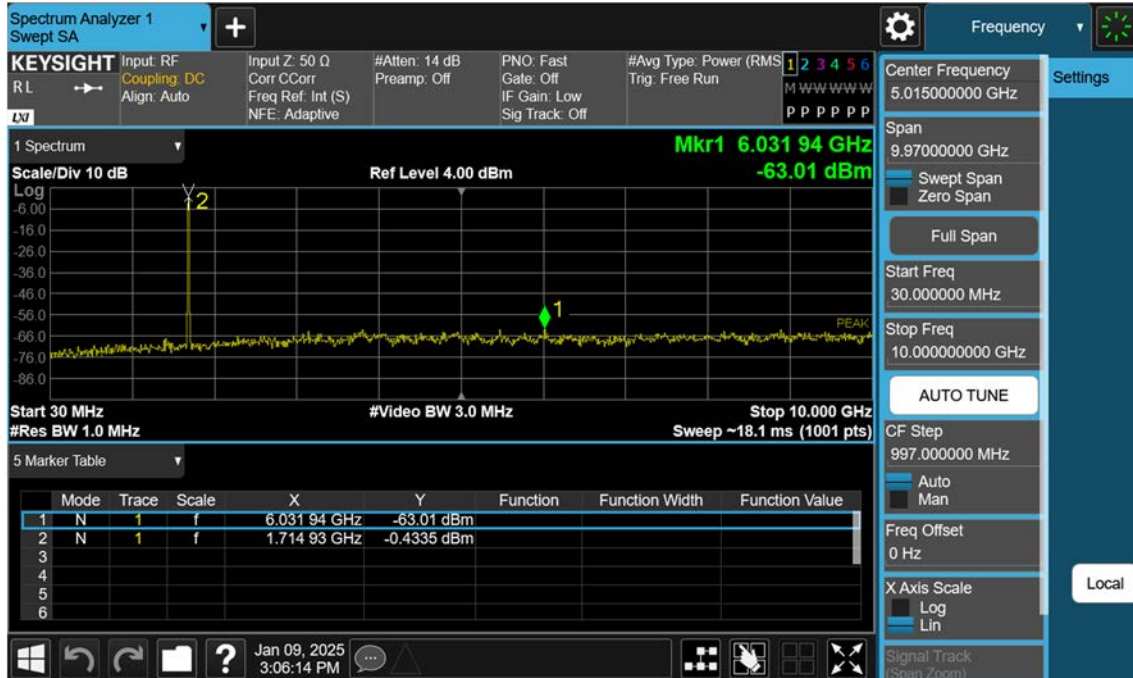 Spectrum Analyzer 1
Swept SA
+
Frequency
KEYSIGHT
RL
LXI
Input: RF
Coupling: DC
Align: Auto
Input Z: 50 Ω
Corr CCorr
Freq Ref: Int (S)
NFE: Adaptive
#Atten: 14 dB
Preamp: Off
PNO: Fast
Gate: Off
IF Gain: Low
Sig Track: Off
#Avg Type: Power (RMS
Trig: Free Run
1 2 3 4 5 6
M W W W W W
P P P P P P
1 Spectrum
Scale/Div 10 dB
Ref Level 4.00 dBm
Mkr1 6.031 94 GHz
-63.01 dBm
Log
-6.00
-16.0
-26.0
-36.0
-46.0
-56.0
-66.0
-76.0
-86.0
2
1
PEAK
Start 30 MHz
#Video BW 3.0 MHz
Stop 10.000 GHz
#Res BW 1.0 MHz
Sweep ~18.1 ms (1001 pts)
5 Marker Table
Mode Trace Scale X Y Function Function Width Function Value
1 N 1 f 6.031 94 GHz -63.01 dBm
2 N 1 f 1.714 93 GHz -0.4335 dBm
3
4
5
6
?
Jan 09, 2025
3:06:14 PM
Center Frequency
5.015000000 GHz
Span
9.97000000 GHz
Swept Span
Zero Span
Full Span
Start Freq
30.000000 MHz
Stop Freq
10.000000000 GHz
AUTO TUNE
CF Step
997.000000 MHz
Auto
Man
Freq Offset
0 Hz
X Axis Scale
Log
Lin
Signal Track
(Span Zoom)
Settings
Local